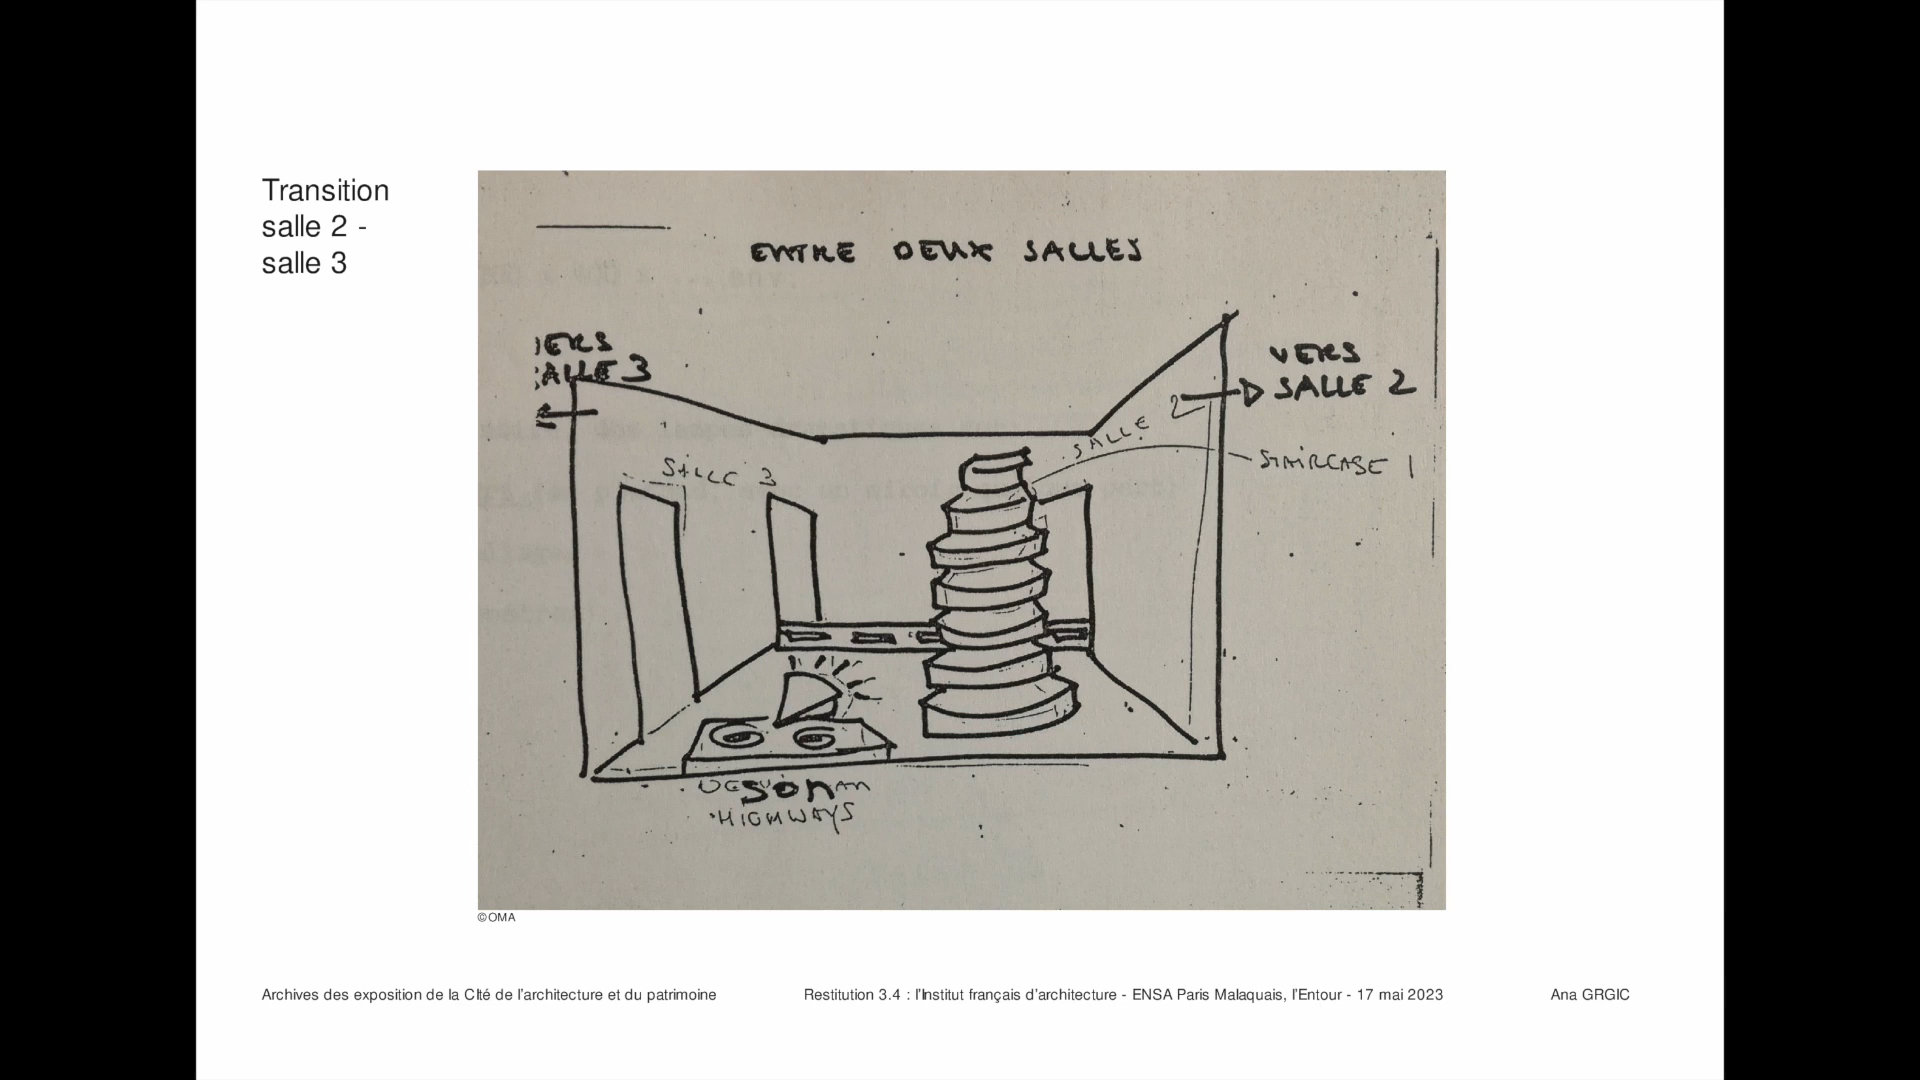 Transition
salle 2 -
salle 3
ENTRE DEUX SALLES
VERS
SALLE 3
VERS
SALLE 2
SALLE 2
SALLE 3
STAIRCASE 1
son
HIGHWAYS
©OMA
Archives des exposition de la CIté de l'architecture et du patrimoine
Restitution 3.4 : l'Institut français d'architecture - ENSA Paris Malaquais, l'Entour - 17 mai 2023
Ana GRGIC